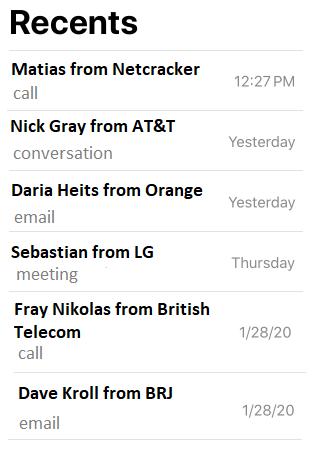 Recents
Matias from Netcracker
call
12:27 PM
Nick Gray from AT&T
conversation
Yesterday
Daria Heits from Orange
email
Yesterday
Sebastian from LG
meeting
Thursday
Fray Nikolas from British
Telecom
call
1/28/20
Dave Kroll from BRJ
email
1/28/20